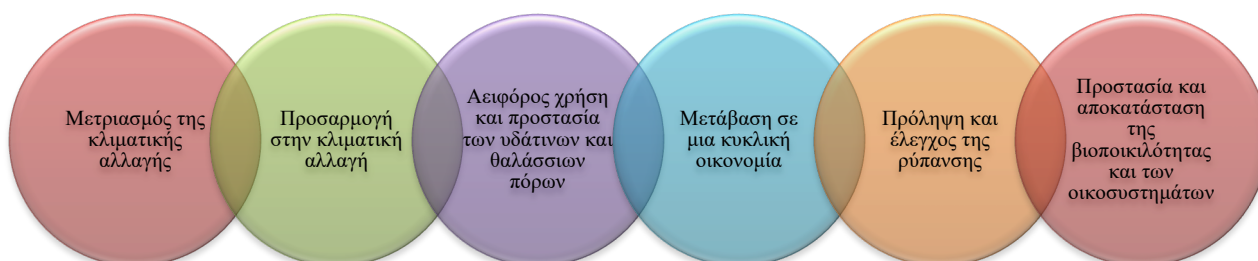 Μετριασμός της
κλιματικής
αλλαγής
Προσαρμογή
στην κλιματική
αλλαγή
Αειφόρος χρήση
και προστασία
των υδάτινων και
θαλάσσιων
πόρων
Μετάβαση σε
μια κυκλική
οικονομία
Πρόληψη και
έλεγχος της
ρύπανσης
Προστασία και
αποκατάσταση
της
βιοποικιλότητας
και των
οικοσυστημάτων